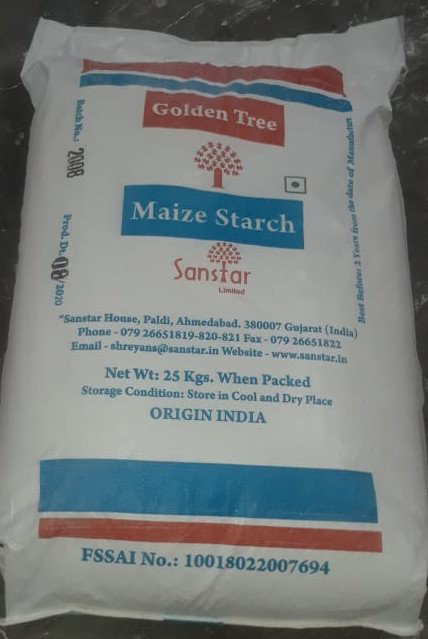 Golden Tree
Maize Starch
Sanstar
Limited
"Sanstar House, Paldi, Ahmedabad. 380007 Gujarat (India)
Phone - 079 26651819-820-821 Fax - 079 26651822
Email - shreyans@sanstar.in Website - www.sanstar.in
Net Wt: 25 Kgs. When Packed
Storage Condition: Store in Cool and Dry Place
ORIGIN INDIA
FSSAI No.: 10018022007694
Batch No.: 2008
Prod. Dt. 08/2020
Best Before: 2 Years from the date of Manufactur